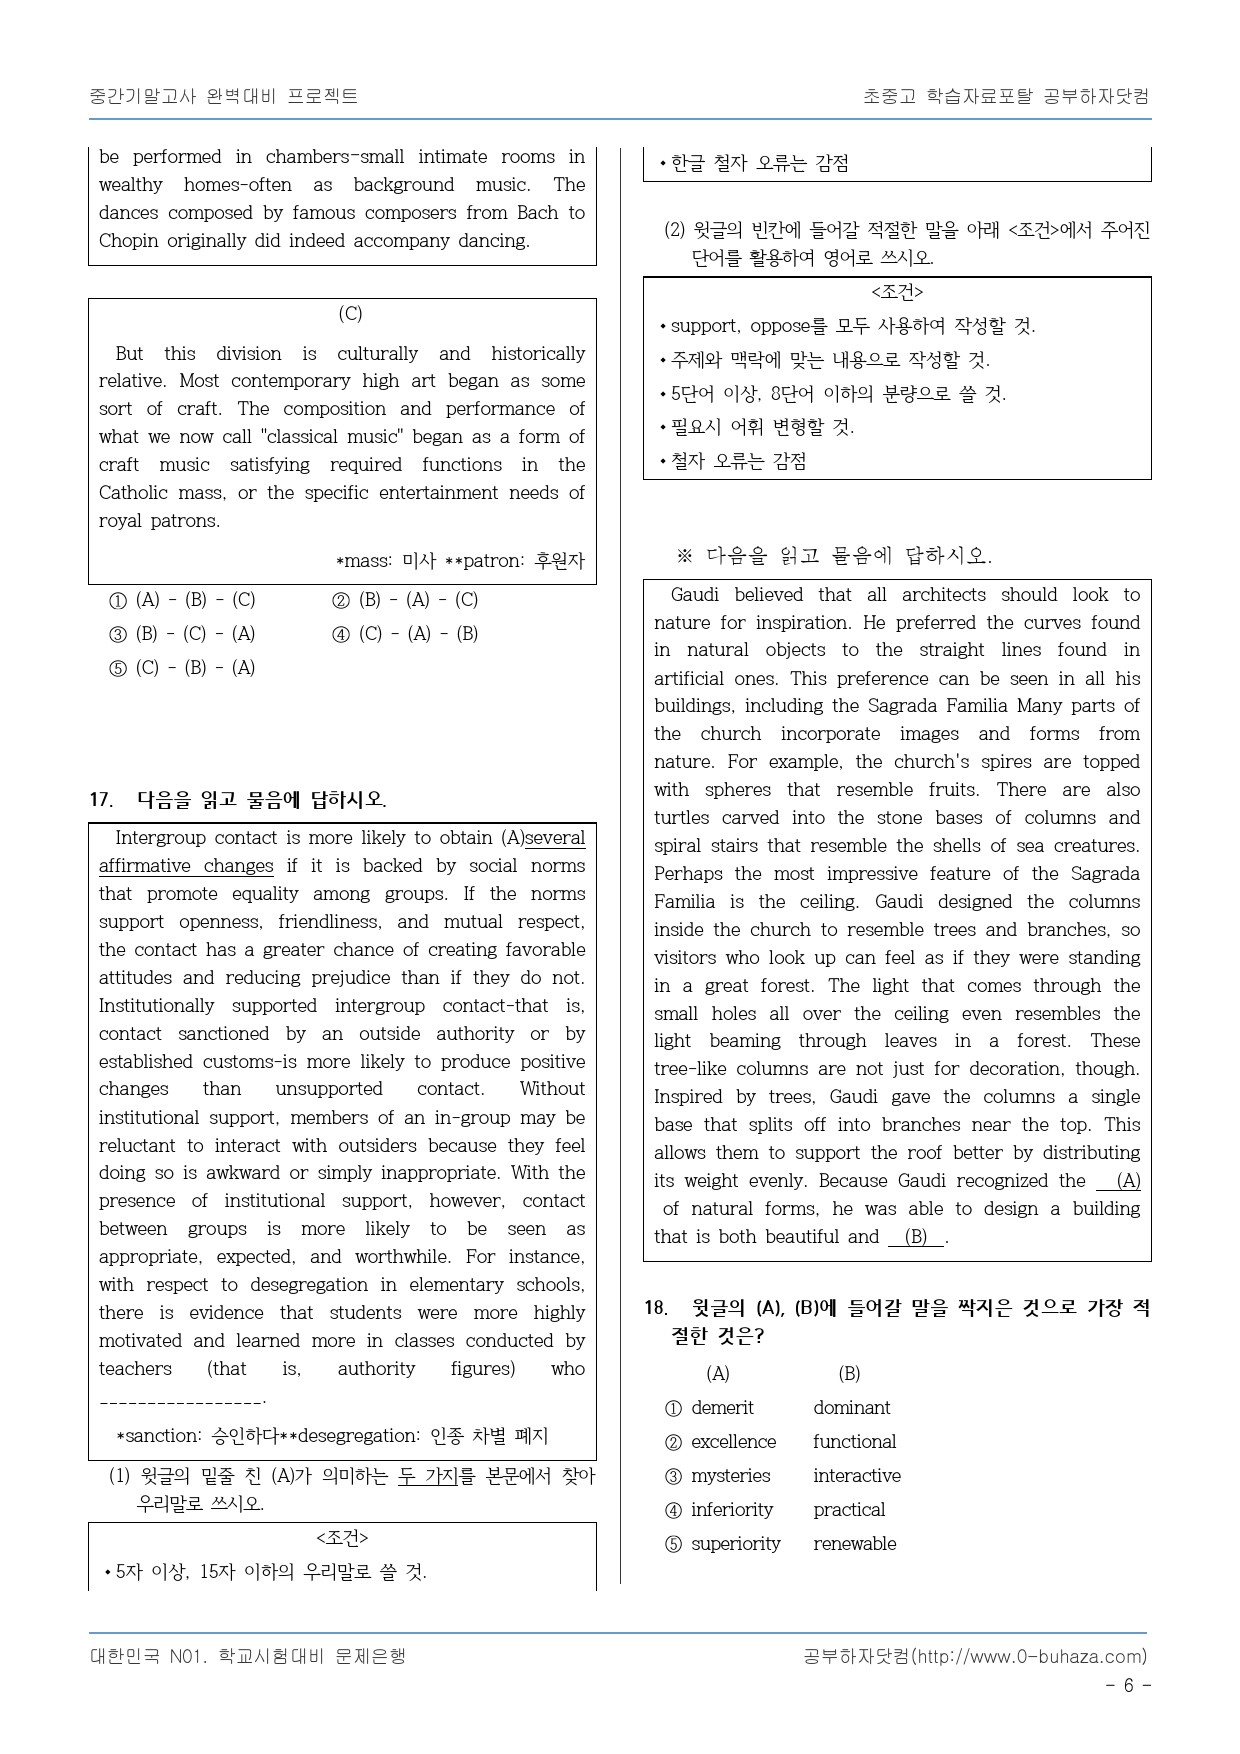 중간기말고사 완벽대비 프로젝트
초중고 학습자료포탈 공부하자닷컴
be performed in chambers-small intimate rooms in
wealthy homes-often as background music. The
dances composed by famous composers from Bach to
Chopin originally did indeed accompany dancing.
(C)
But this division is culturally and historically
relative. Most contemporary high art began as some
sort of craft. The composition and performance of
what we now call "classical music" began as a form of
craft music satisfying required functions in the
Catholic mass, or the specific entertainment needs of
royal patrons.
*mass: 미사 **patron: 후원자
① (A) - (B) - (C) ② (B) - (A) - (C)
③ (B) - (C) - (A) ④ (C) - (A) - (B)
⑤ (C) - (B) - (A)
17. 다음을 읽고 물음에 답하시오.
Intergroup contact is more likely to obtain (A)several
affirmative changes if it is backed by social norms
that promote equality among groups. If the norms
support openness, friendliness, and mutual respect,
the contact has a greater chance of creating favorable
attitudes and reducing prejudice than if they do not.
Institutionally supported intergroup contact-that is,
contact sanctioned by an outside authority or by
established customs-is more likely to produce positive
changes than unsupported contact. Without
institutional support, members of an in-group may be
reluctant to interact with outsiders because they feel
doing so is awkward or simply inappropriate. With the
presence of institutional support, however, contact
between groups is more likely to be seen as
appropriate, expected, and worthwhile. For instance,
with respect to desegregation in elementary schools,
there is evidence that students were more highly
motivated and learned more in classes conducted by
teachers (that is, authority figures) who
_________________.
*sanction: 승인하다**desegregation: 인종 차별 폐지
(1) 윗글의 밑줄 친 (A)가 의미하는 두 가지를 본문에서 찾아
우리말로 쓰시오.
<조건>
• 5자 이상, 15자 이하의 우리말로 쓸 것.
• 한글 철자 오류는 감점
(2) 윗글의 빈칸에 들어갈 적절한 말을 아래 <조건>에서 주어진
단어를 활용하여 영어로 쓰시오.
<조건>
• support, oppose를 모두 사용하여 작성할 것.
• 주제와 맥락에 맞는 내용으로 작성할 것.
• 5단어 이상, 8단어 이하의 분량으로 쓸 것.
• 필요시 어휘 변형할 것.
• 철자 오류는 감점
※ 다음을 읽고 물음에 답하시오.
Gaudi believed that all architects should look to
nature for inspiration. He preferred the curves found
in natural objects to the straight lines found in
artificial ones. This preference can be seen in all his
buildings, including the Sagrada Familia Many parts of
the church incorporate images and forms from
nature. For example, the church's spires are topped
with spheres that resemble fruits. There are also
turtles carved into the stone bases of columns and
spiral stairs that resemble the shells of sea creatures.
Perhaps the most impressive feature of the Sagrada
Familia is the ceiling. Gaudi designed the columns
inside the church to resemble trees and branches, so
visitors who look up can feel as if they were standing
in a great forest. The light that comes through the
small holes all over the ceiling even resembles the
light beaming through leaves in a forest. These
tree-like columns are not just for decoration, though.
Inspired by trees, Gaudi gave the columns a single
base that splits off into branches near the top. This
allows them to support the roof better by distributing
its weight evenly. Because Gaudi recognized the (A)
of natural forms, he was able to design a building
that is both beautiful and (B) .
18. 윗글의 (A), (B)에 들어갈 말을 짝지은 것으로 가장 적
절한 것은?
(A) (B)
① demerit dominant
② excellence functional
③ mysteries interactive
④ inferiority practical
⑤ superiority renewable
대한민국 N01. 학교시험대비 문제은행
공부하자닷컴(http://www.0-buhaza.com)
- 6 -